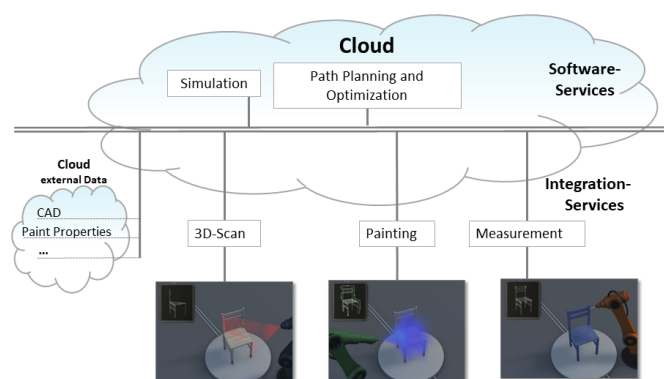 Cloud
Simulation
Path Planning and
Optimization
Software-
Services
Cloud
external Data
CAD
Paint Properties
...
Integration-
Services
3D-Scan
Painting
Measurement